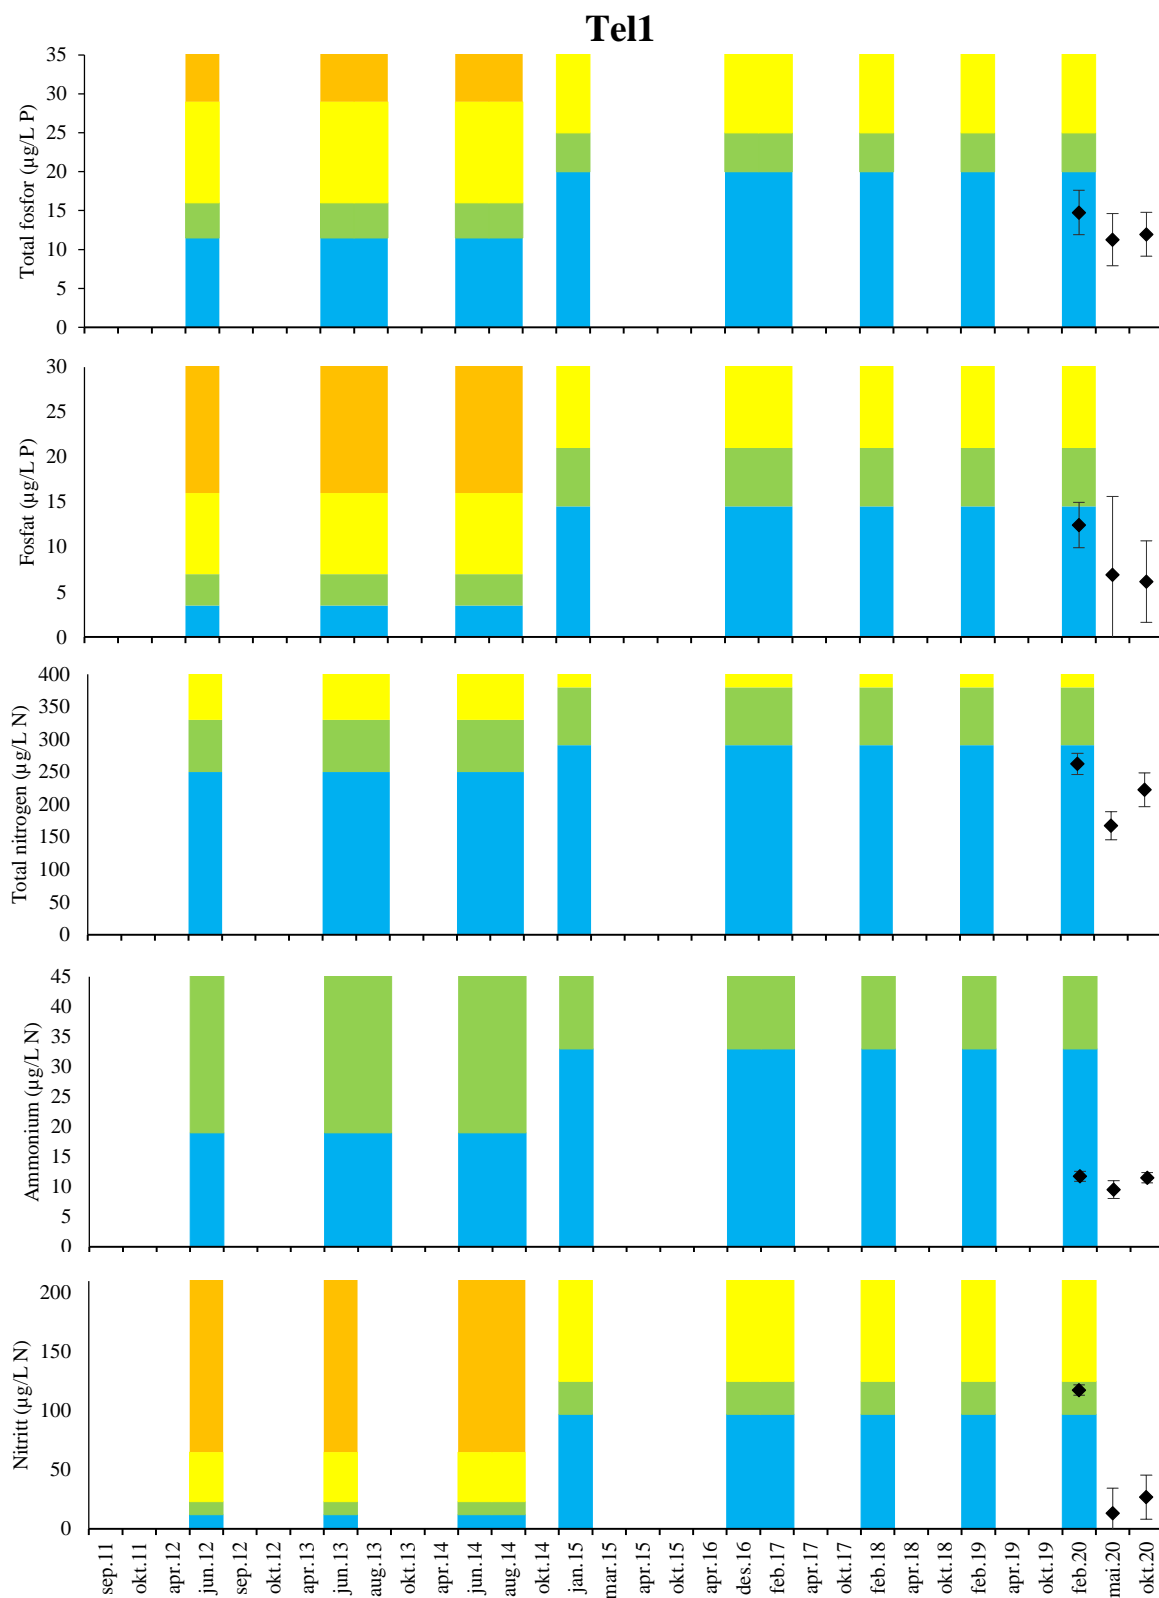 Tel1
Total fosfor (µg/L P)
35
30
25
20
15
10
5
0
Fosfat (µg/L P)
30
25
20
15
10
5
0
Total nitrogen (µg/L N)
400
350
300
250
200
150
100
50
0
Ammonium (µg/L N)
45
40
35
30
25
20
15
10
5
0
Nitritt (µg/L N)
200
150
100
50
0
sep.11
okt.11
apr.12
jun.12
sep.12
okt.12
apr.13
jun.13
aug.13
okt.13
apr.14
jun.14
aug.14
okt.14
jan.15
mar.15
apr.15
okt.15
apr.16
des.16
feb.17
apr.17
okt.17
feb.18
apr.18
okt.18
feb.19
apr.19
okt.19
feb.20
mai.20
okt.20